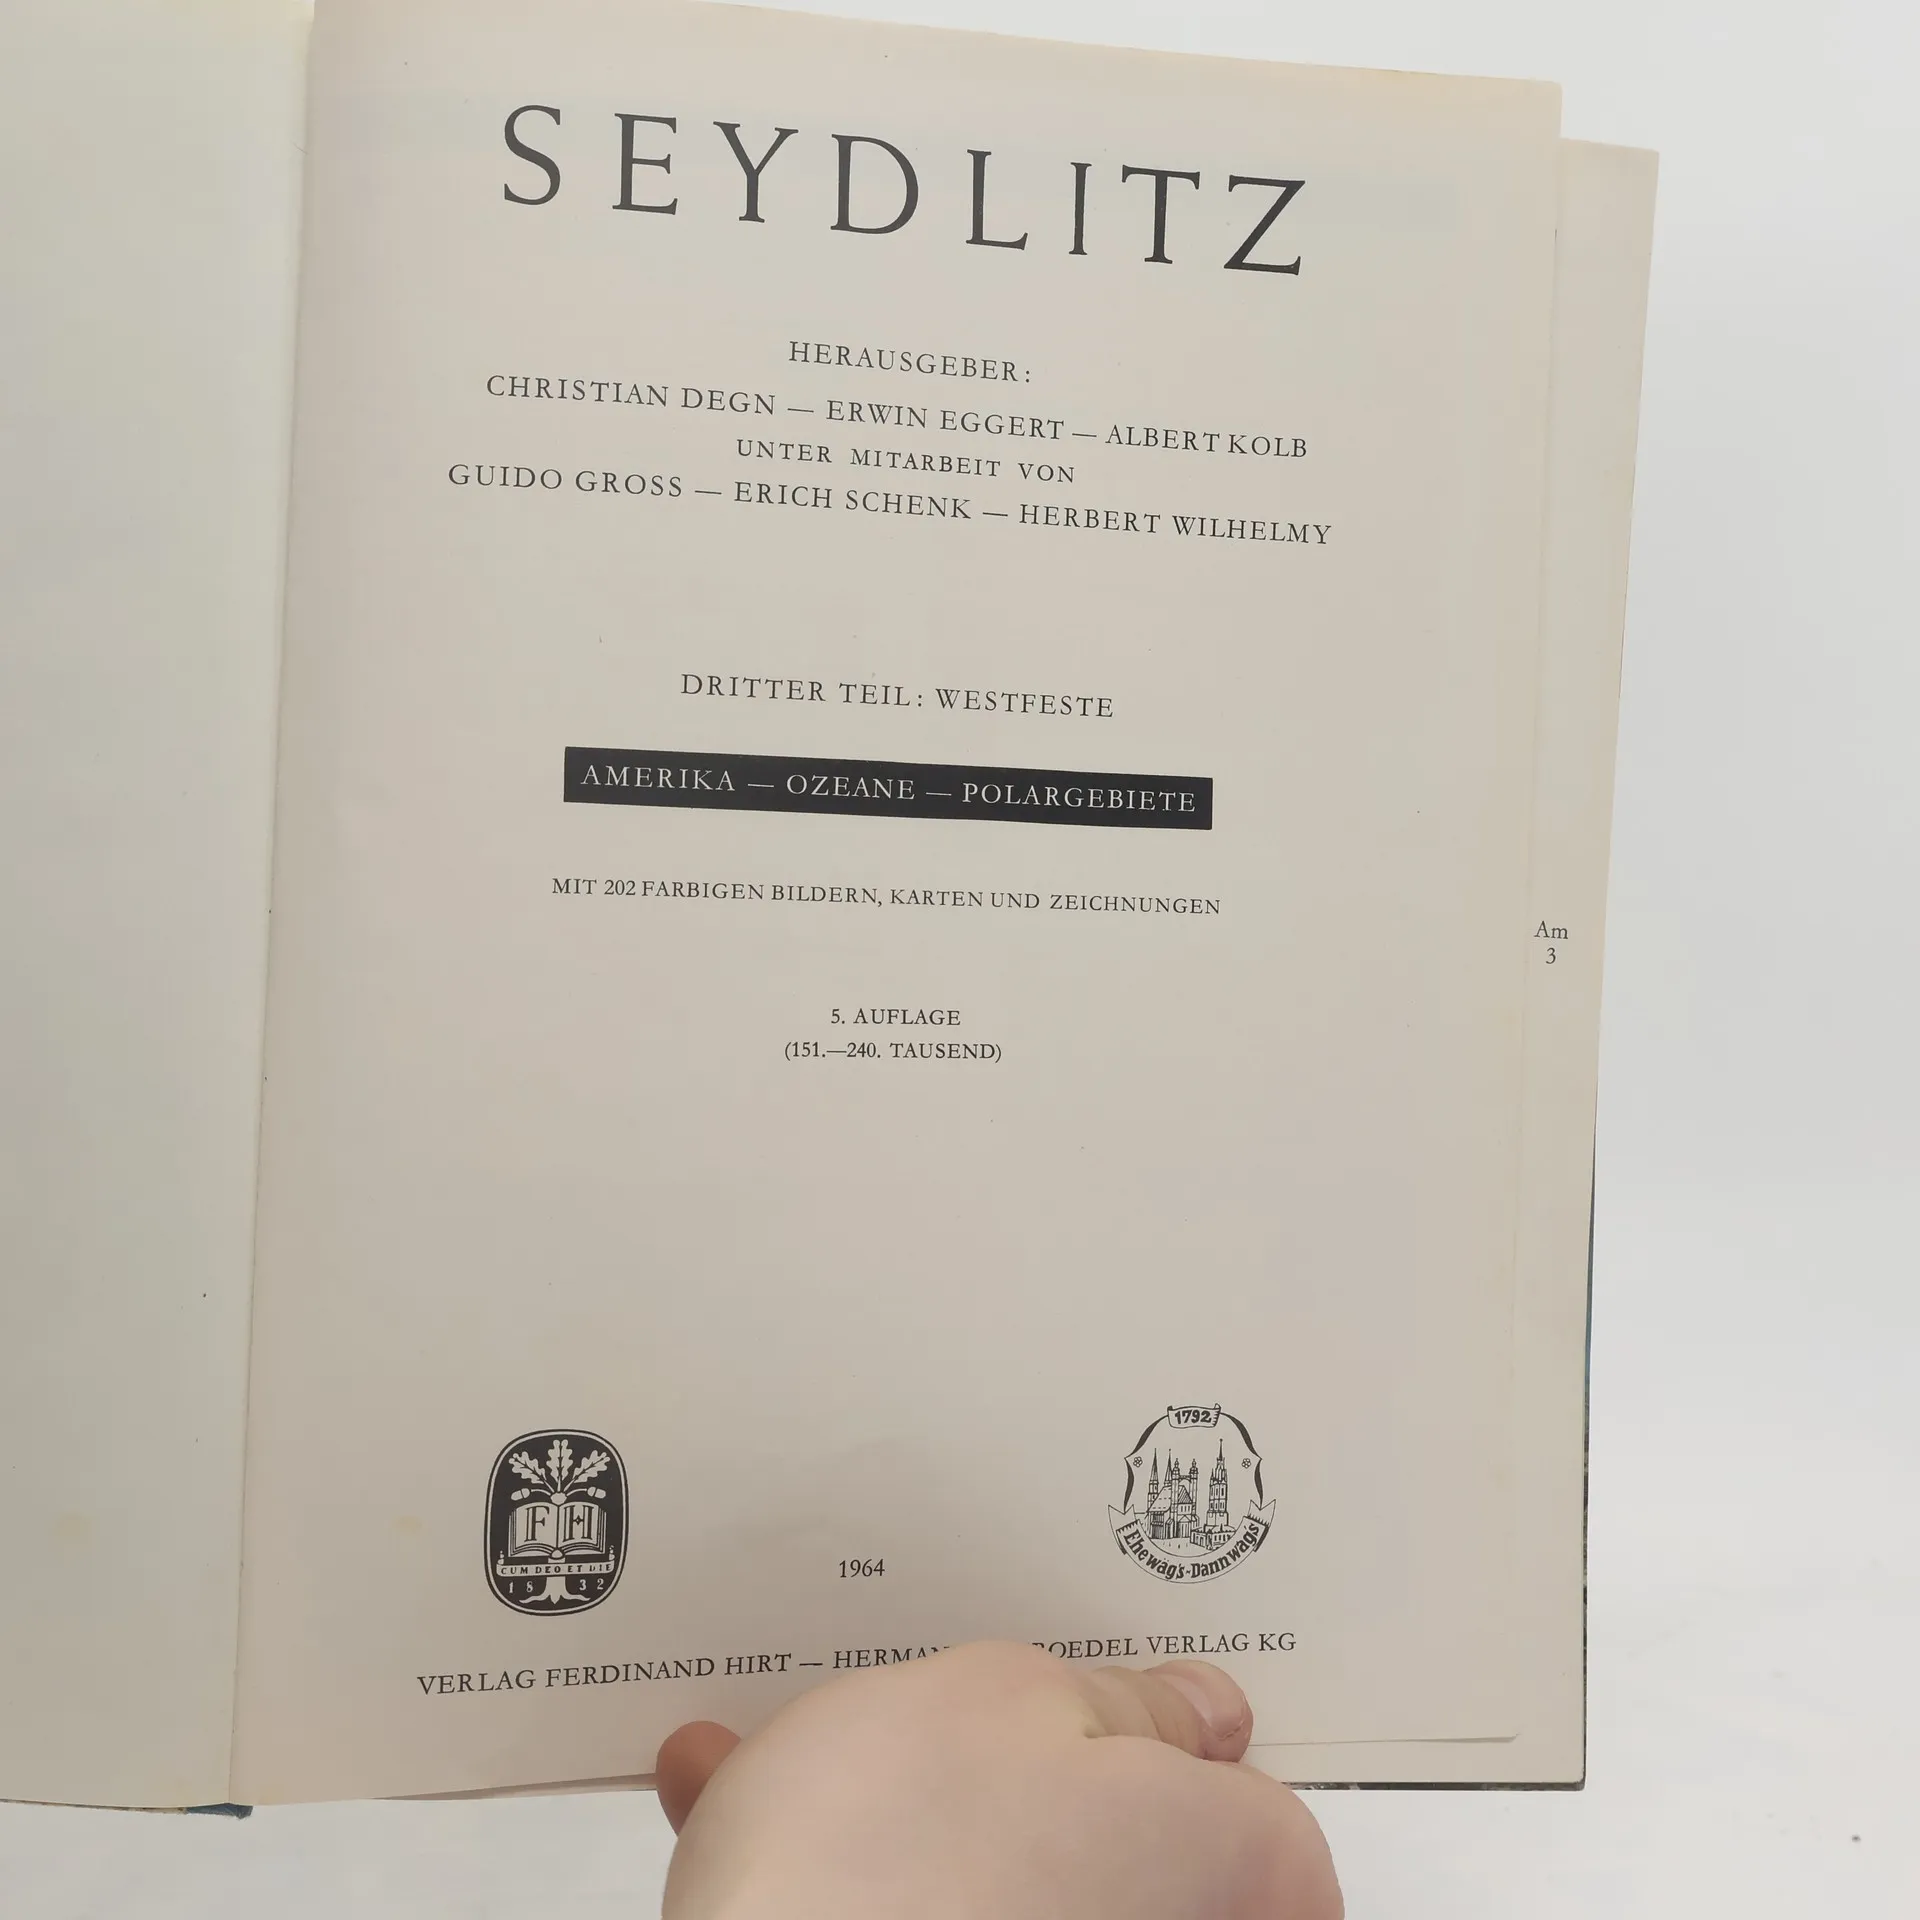 SEYDLITZ
HERAUSGEBER:
CHRISTIAN DEGN — ERWIN EGGERT — ALBERT KOLB
UNTER MITARBEIT VON
GUIDO GROSS — ERICH SCHENK — HERBERT WILHELMY
DRITTER TEIL: WESTFESTE
AMERIKA — OZEANE — POLARGEBIETE
MIT 202 FARBIGEN BILDERN, KARTEN UND ZEICHNUNGEN
Am
3
5. AUFLAGE
(151.—240. TAUSEND)
FH
CUM DEO ET DIE
1832
1964
1792
Ehewäg's-Dannwäg's
VERLAG FERDINAND HIRT — VERLAG KG